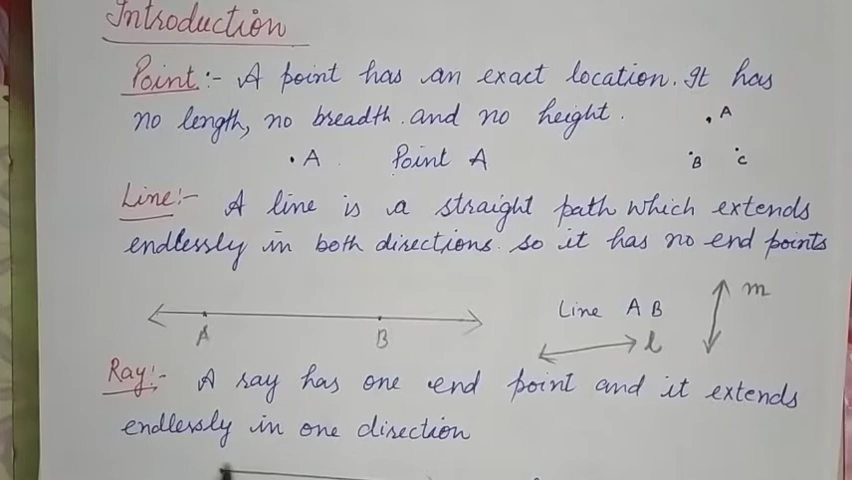 Introduction
Point:- A point has an exact location. It has
no length, no breadth and no height.
. A
. A Point A
. B . C
Line:- A line is a straight path which extends
endlessly in both directions. So it has no end points
m
Line A B
A B
l
Ray:- A ray has one end point and it extends
endlessly in one direction